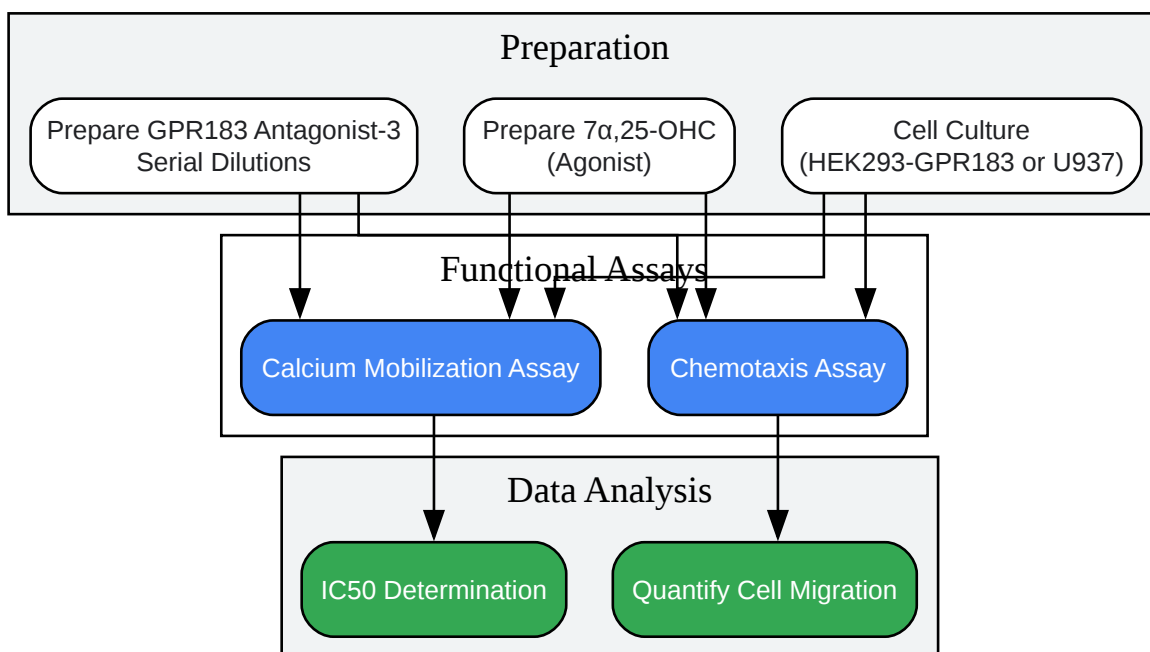 Preparation
Prepare GPR183 Antagonist-3
Serial Dilutions
Prepare 7α,25-OHC
(Agonist)
Cell Culture
(HEK293-GPR183 or U937)
Functional Assays
Calcium Mobilization Assay
Chemotaxis Assay
Data Analysis
IC50 Determination
Quantify Cell Migration